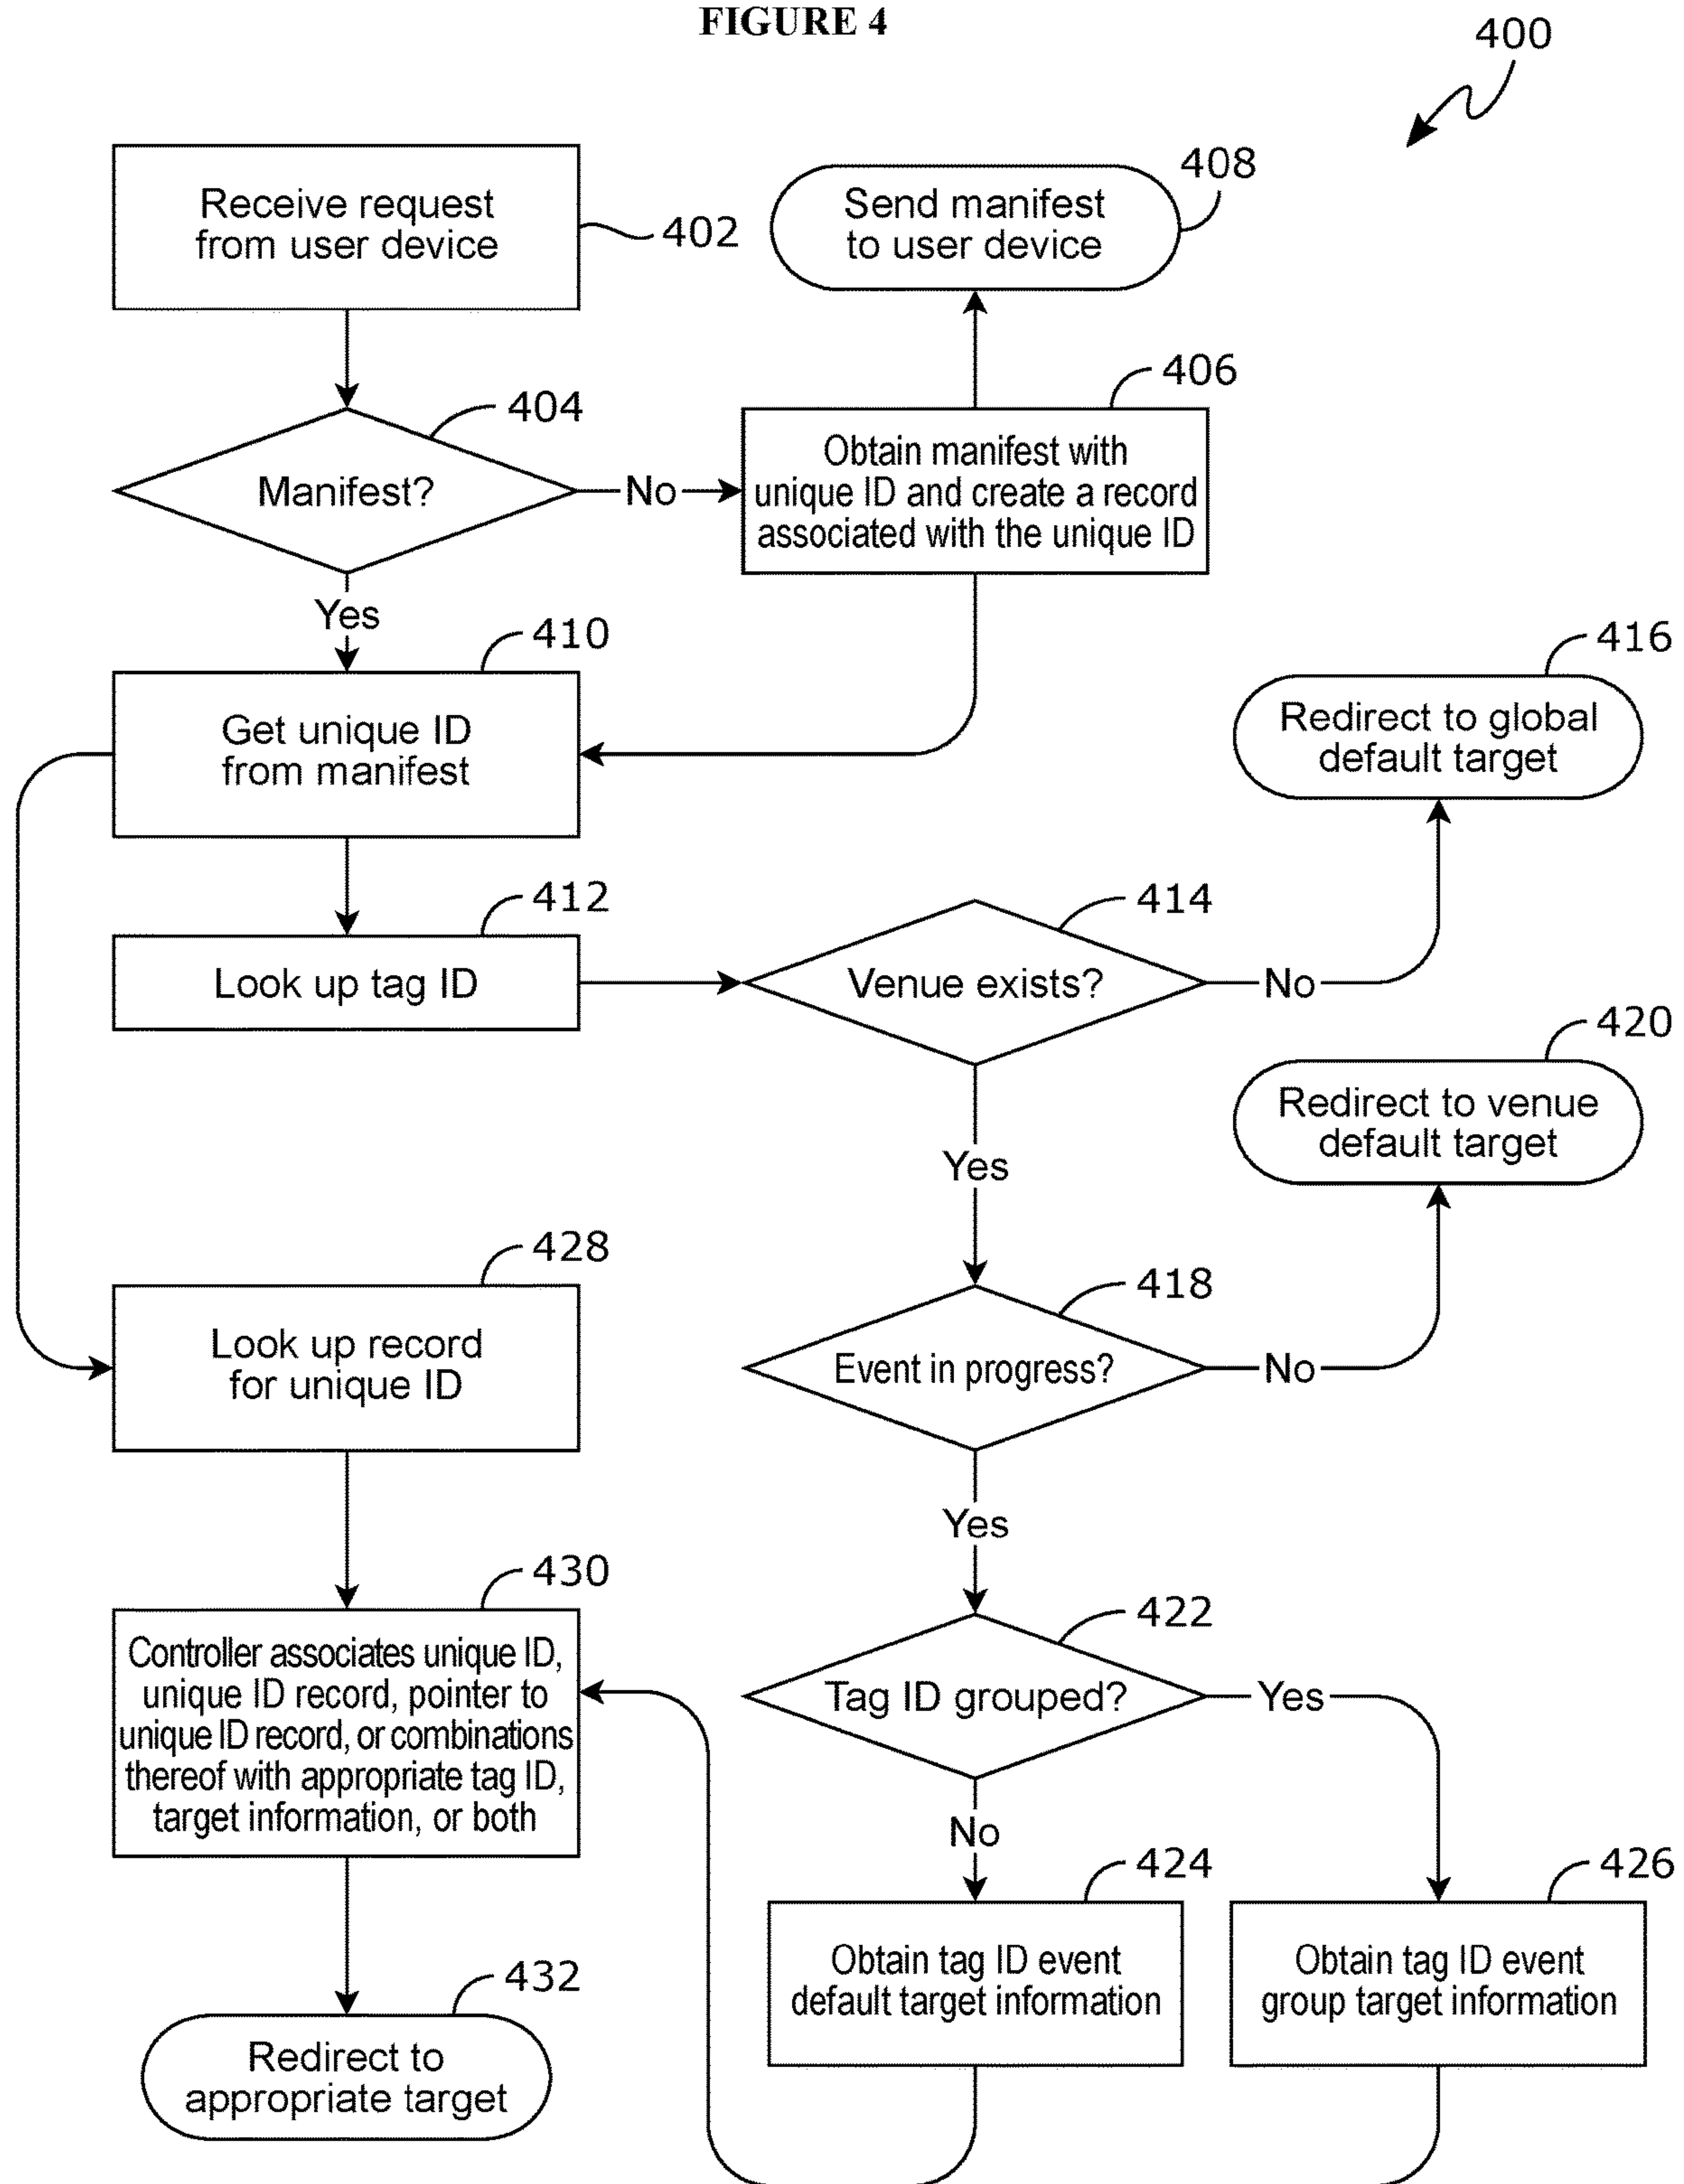 FIGURE 4
400
Receive request
from user device
402
Send manifest
to user device
408
404
Manifest?
No
406
Obtain manifest with
unique ID and create a record
associated with the unique ID
Yes
410
Get unique ID
from manifest
416
Redirect to global
default target
412
Look up tag ID
414
Venue exists?
No
420
Redirect to venue
default target
Yes
428
Look up record
for unique ID
418
Event in progress?
No
Yes
430
Controller associates unique ID,
unique ID record, pointer to
unique ID record, or combinations
thereof with appropriate tag ID,
target information, or both
422
Tag ID grouped?
Yes
No
424
Obtain tag ID event
default target information
426
Obtain tag ID event
group target information
432
Redirect to
appropriate target